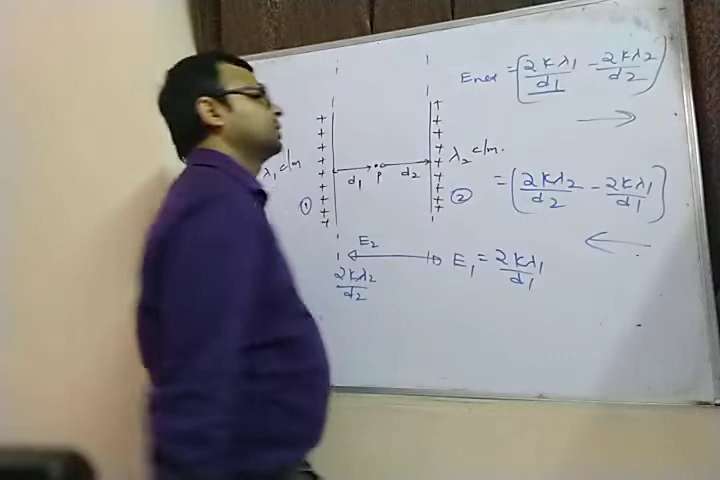 Enet = (2kλ1/d1 − 2kλ2/d2)
→
λ1 c/m
λ2 c/m.
d1 P d2
= (2kλ2/d2 − 2kλ1/d1)
←
① ②
E2
E1 = 2kλ1/d1
2kλ2/d2